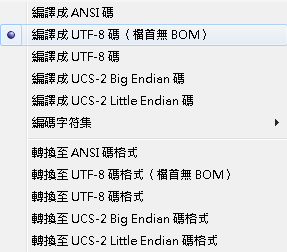 編譯成 ANSI 碼
編譯成 UTF-8 碼（檔首無 BOM）
編譯成 UTF-8 碼
編譯成 UCS-2 Big Endian 碼
編譯成 UCS-2 Little Endian 碼
編碼字符集
轉換至 ANSI 碼格式
轉換至 UTF-8 碼格式（檔首無 BOM）
轉換至 UTF-8 碼格式
轉換至 UCS-2 Big Endian 碼格式
轉換至 UCS-2 Little Endian 碼格式